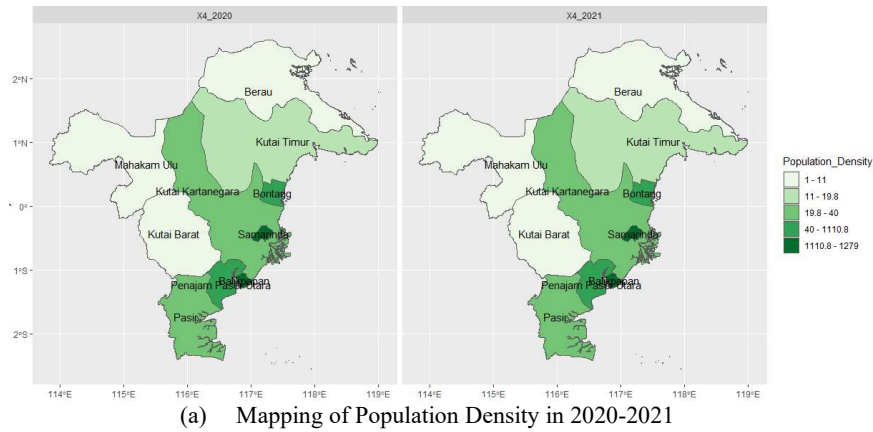 X4_2020
X4_2021
2°N
1°N
0°
1°S
2°S
Berau
Kutai Timur
Mahakam Ulu
Kutai Kartanegara
Bontang
Kutai Barat
Samarinda
Balikpapan
Penajam Paser Utara
Pasir
Berau
Kutai Timur
Mahakam Ulu
Kutai Kartanegara
Bontang
Kutai Barat
Samarinda
Balikpapan
Penajam Paser Utara
Pasir
Population_Density
1 - 11
11 - 19.8
19.8 - 40
40 - 1110.8
1110.8 - 1279
114°E 115°E 116°E 117°E 118°E 119°E 114°E 115°E 116°E 117°E 118°E 119°E
(a) Mapping of Population Density in 2020-2021